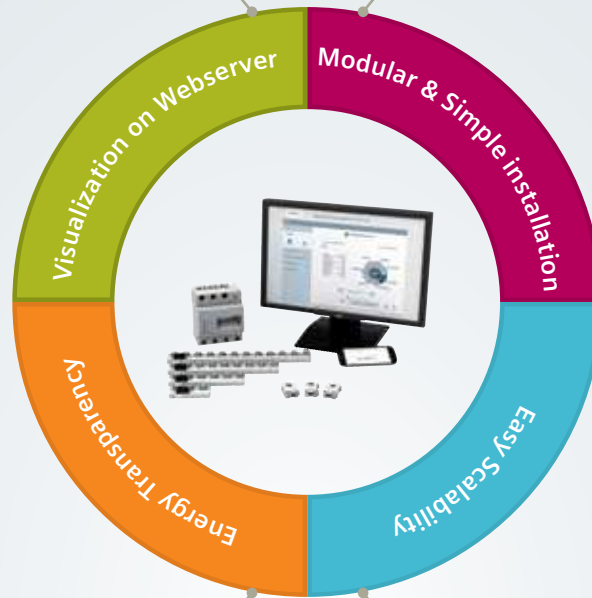 Visualization on Webserver
Modular & Simple installation
Energy Transparency
Easy Scalability